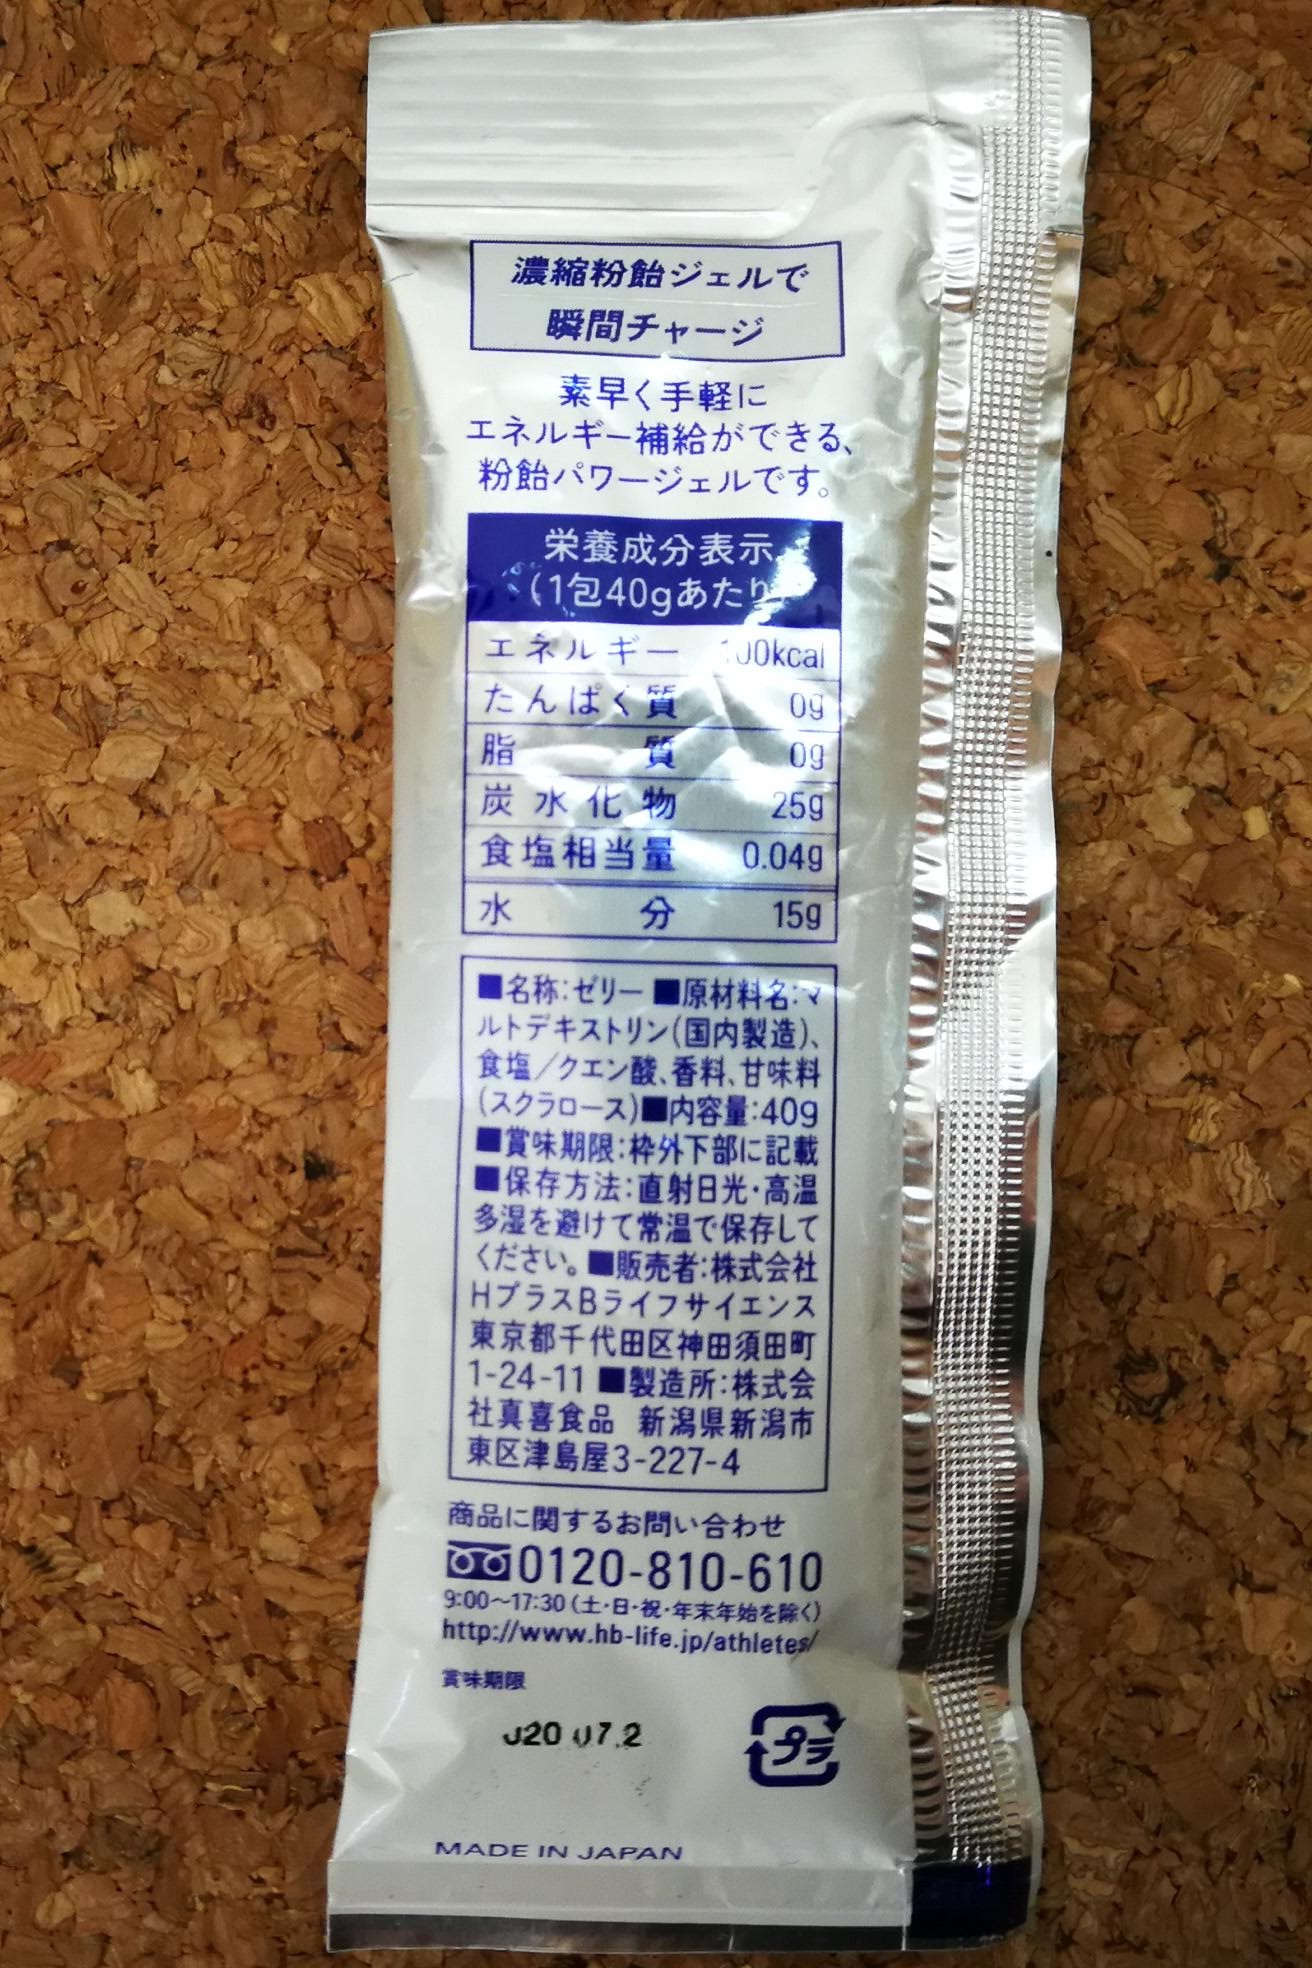 濃縮粉飴ジェルで
瞬間チャージ
素早く手軽に
エネルギー補給ができる、
粉飴パワージェルです。
栄養成分表示
(1包40gあたり)
エネルギー 100kcal
たんぱく質 0g
脂質 0g
炭水化物 25g
食塩相当量 0.04g
水分 15g
■名称:ゼリー ■原材料名:マ
ルトデキストリン(国内製造)、
食塩/クエン酸、香料、甘味料
(スクラロース)■内容量:40g
■賞味期限:枠外下部に記載
■保存方法:直射日光・高温
多湿を避けて常温で保存して
ください。■販売者:株式会社
HプラスBライフサイエンス
東京都千代田区神田須田町
1-24-11 ■製造所:株式会
社真喜食品 新潟県新潟市
東区津島屋3-227-4
商品に関するお問い合わせ
0120-810-610
9:00〜17:30(土・日・祝・年末年始を除く)
http://www.hb-life.jp/athletes/
賞味期限
07.2
プラ
MADE IN JAPAN